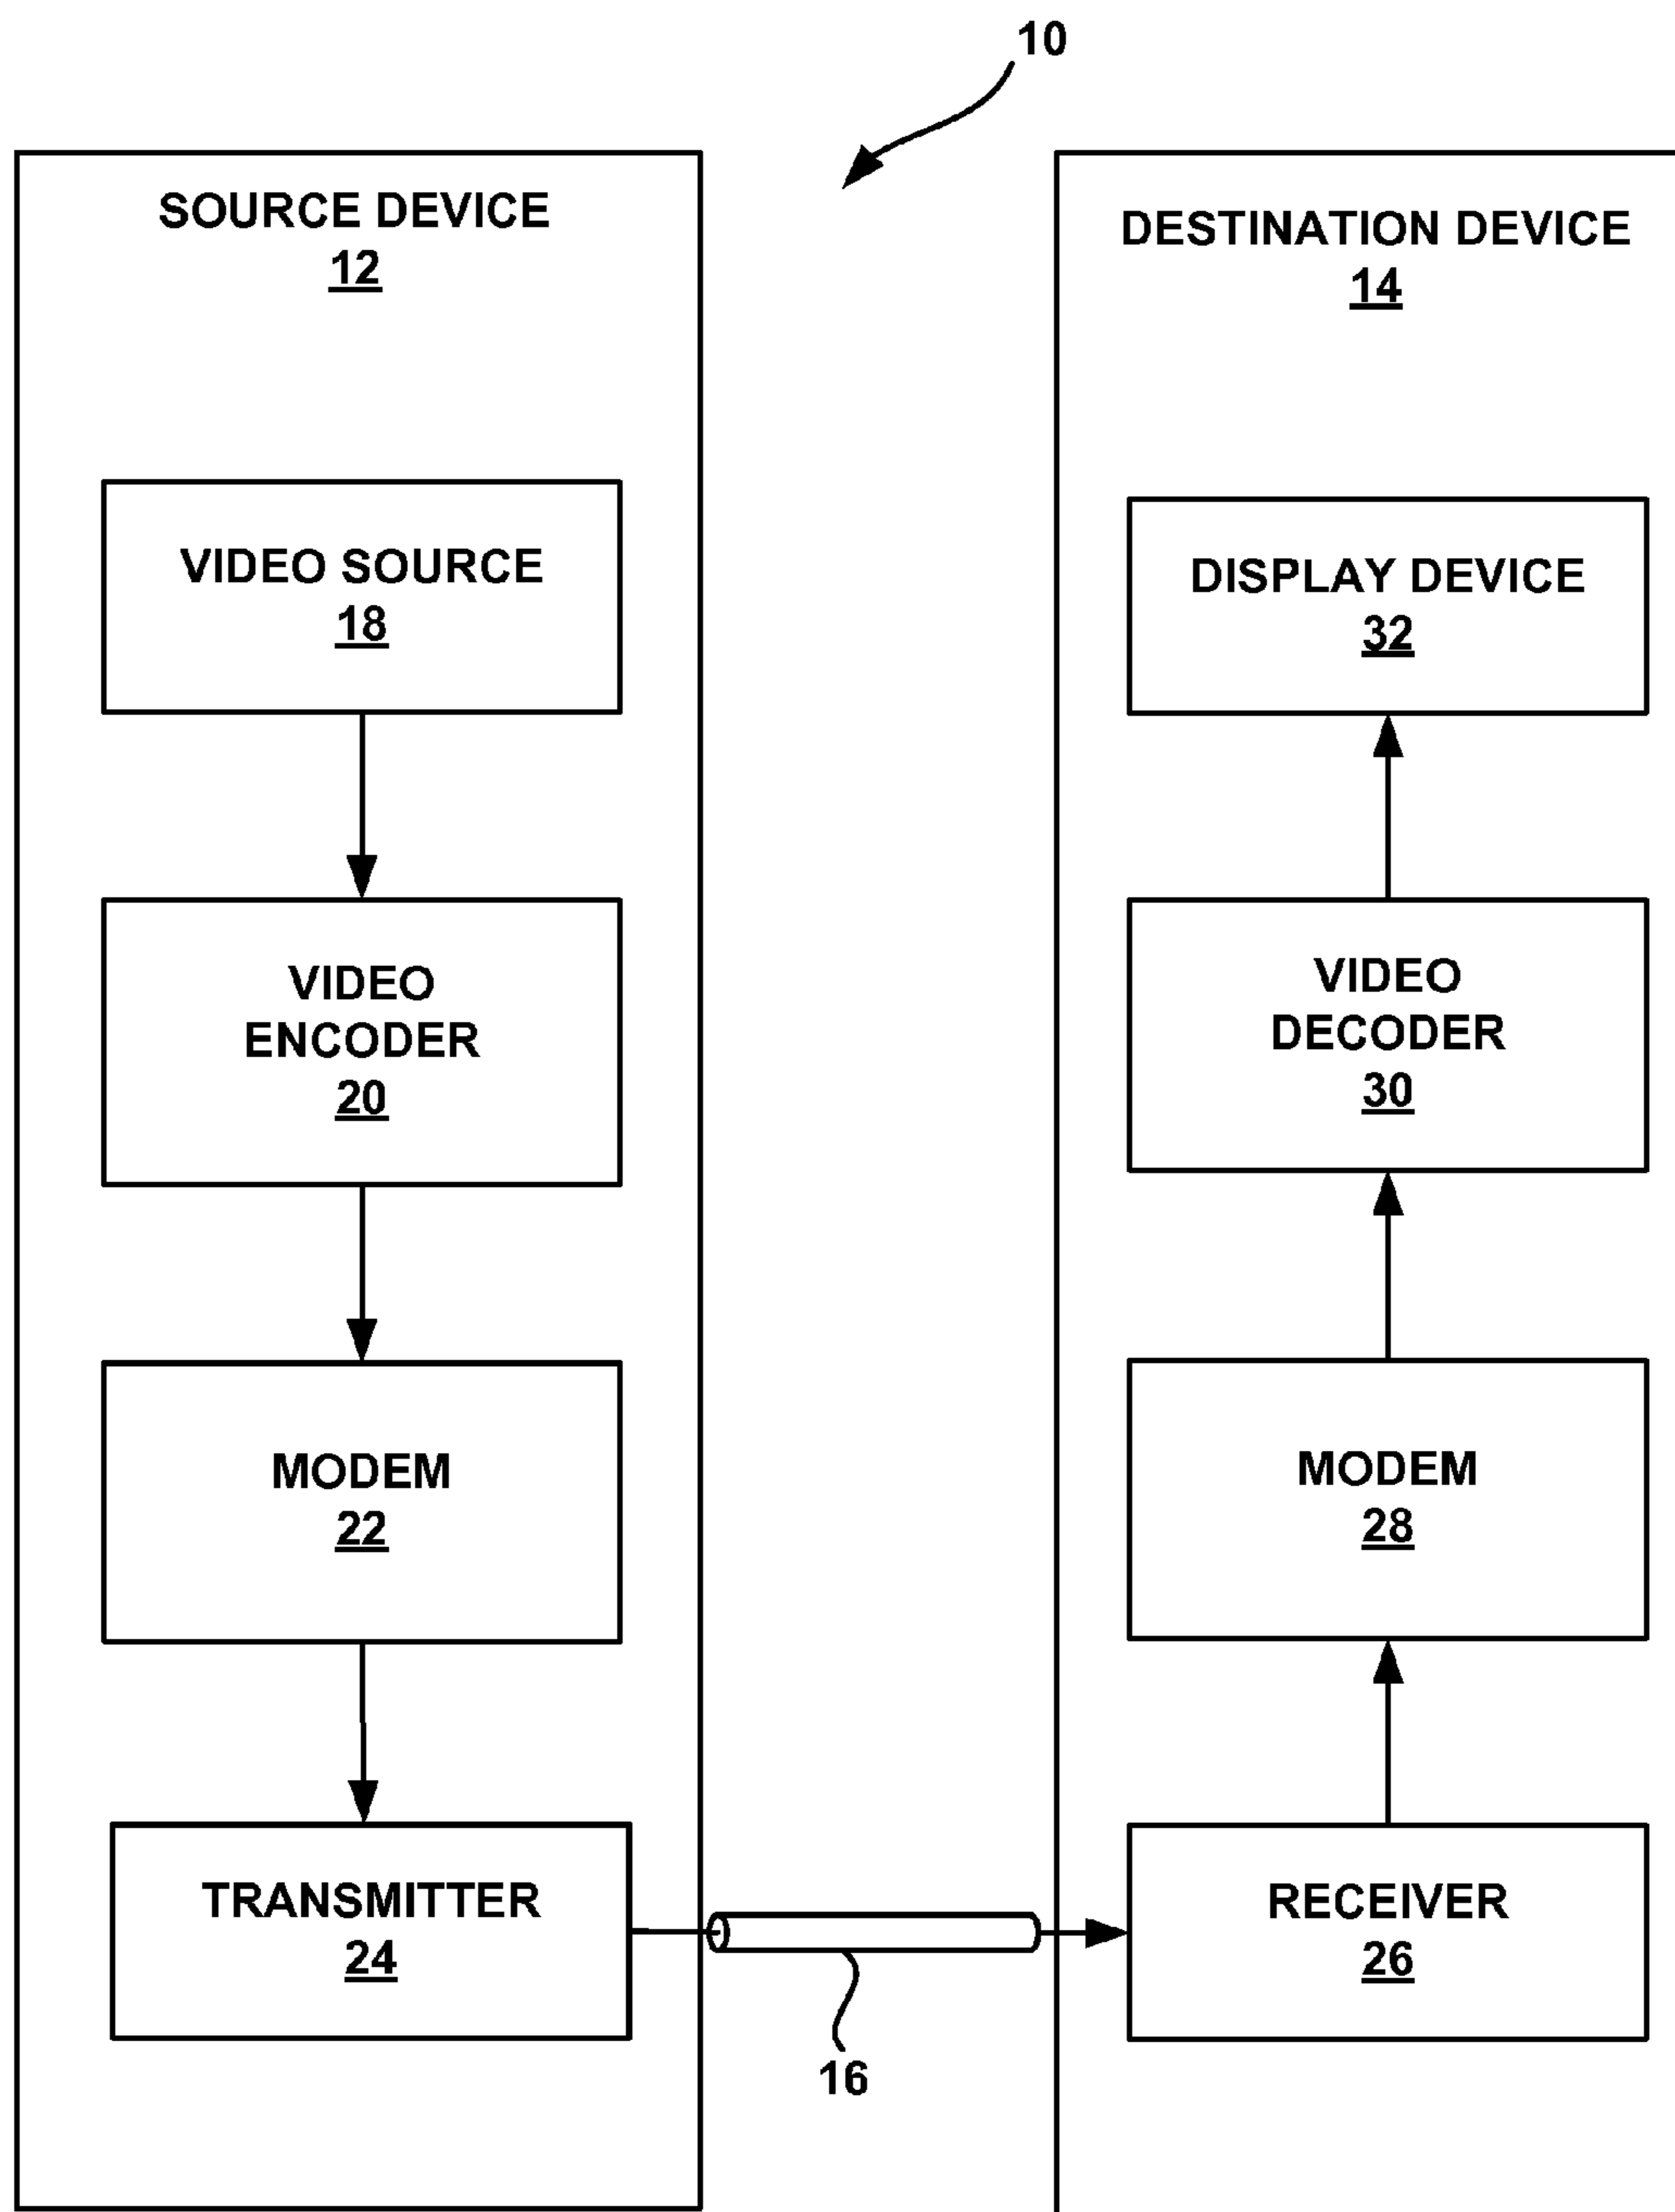 10
SOURCE DEVICE
12
VIDEO SOURCE
18
VIDEO
ENCODER
20
MODEM
22
TRANSMITTER
24
16
DESTINATION DEVICE
14
DISPLAY DEVICE
32
VIDEO
DECODER
30
MODEM
28
RECEIVER
26